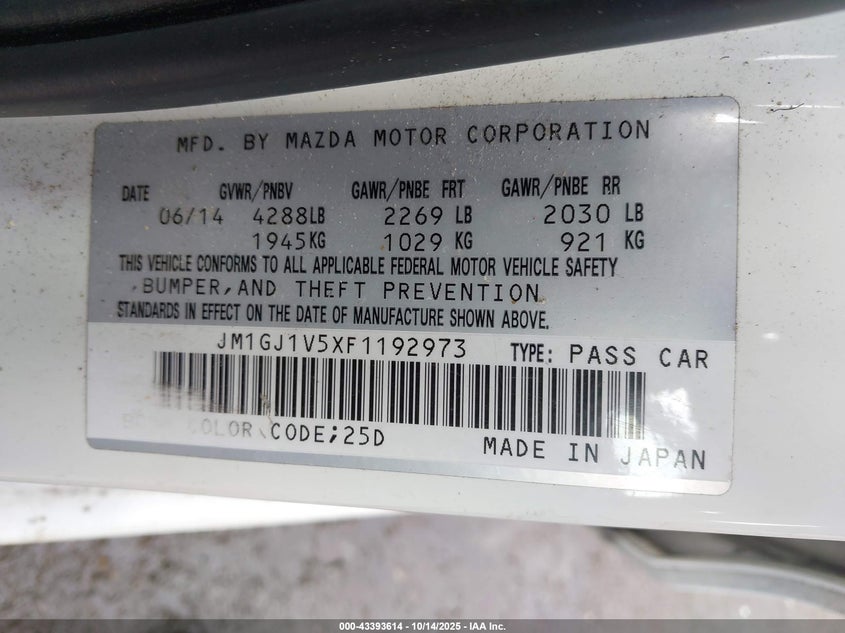 MFD. BY MAZDA MOTOR CORPORATION
DATE GVWR/PNBV GAWR/PNBE FRT GAWR/PNBE RR
06/14 4288LB 2269 LB 2030 LB
1945KG 1029 KG 921 KG
THIS VEHICLE CONFORMS TO ALL APPLICABLE FEDERAL MOTOR VEHICLE SAFETY
,BUMPER,AND THEFT PREVENTION
STANDARDS IN EFFECT ON THE DATE OF MANUFACTURE SHOWN ABOVE.
JM1GJ1V5XF1192973 TYPE: PASS CAR
COLOR CODE;25D
MADE IN JAPAN
000-43393614 | 10/14/2025 | IAA Inc.